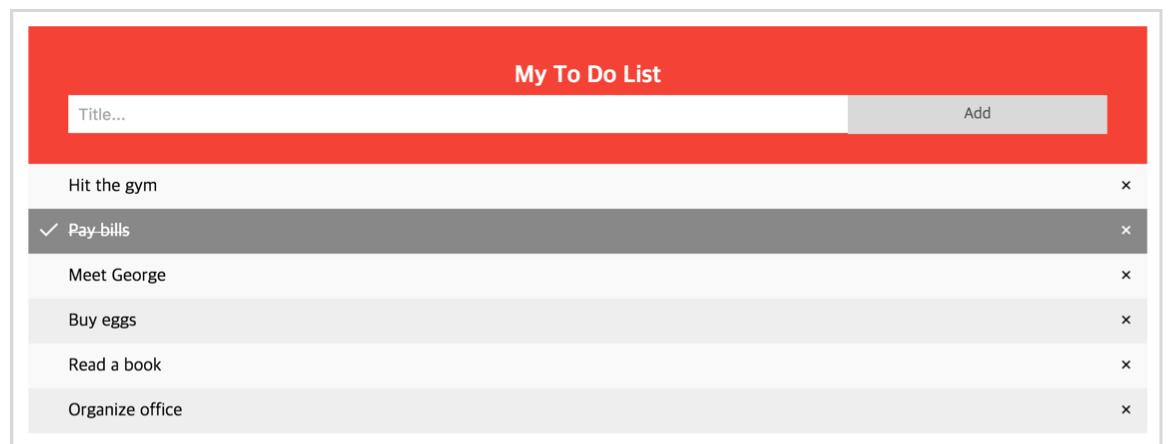 My To Do List
Title...
Add
Hit the gym ×
Pay bills ×
Meet George ×
Buy eggs ×
Read a book ×
Organize office ×